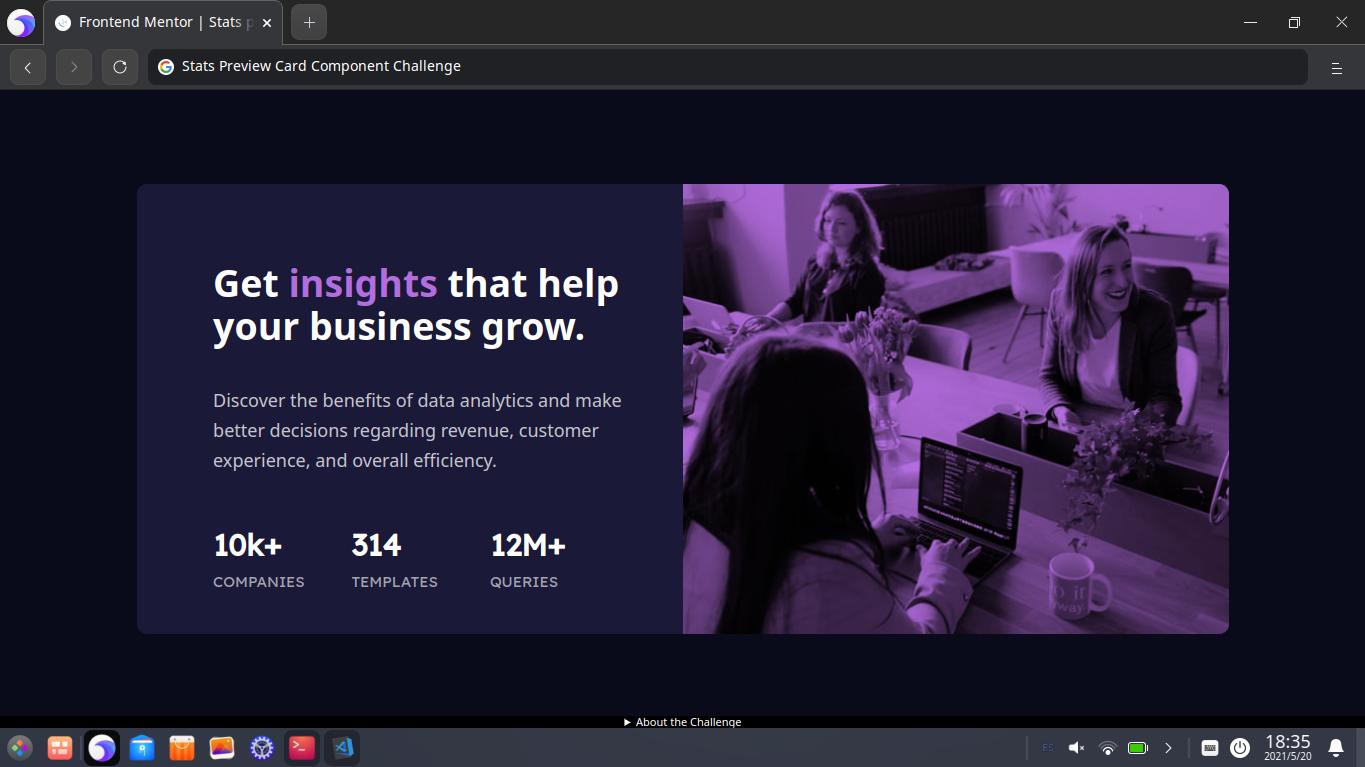 Frontend Mentor | Stats p
Stats Preview Card Component Challenge
Get insights that help
your business grow.
Discover the benefits of data analytics and make
better decisions regarding revenue, customer
experience, and overall efficiency.
10k+ 314 12M+
COMPANIES TEMPLATES QUERIES
▶ About the Challenge
ES
18:35
2021/5/20